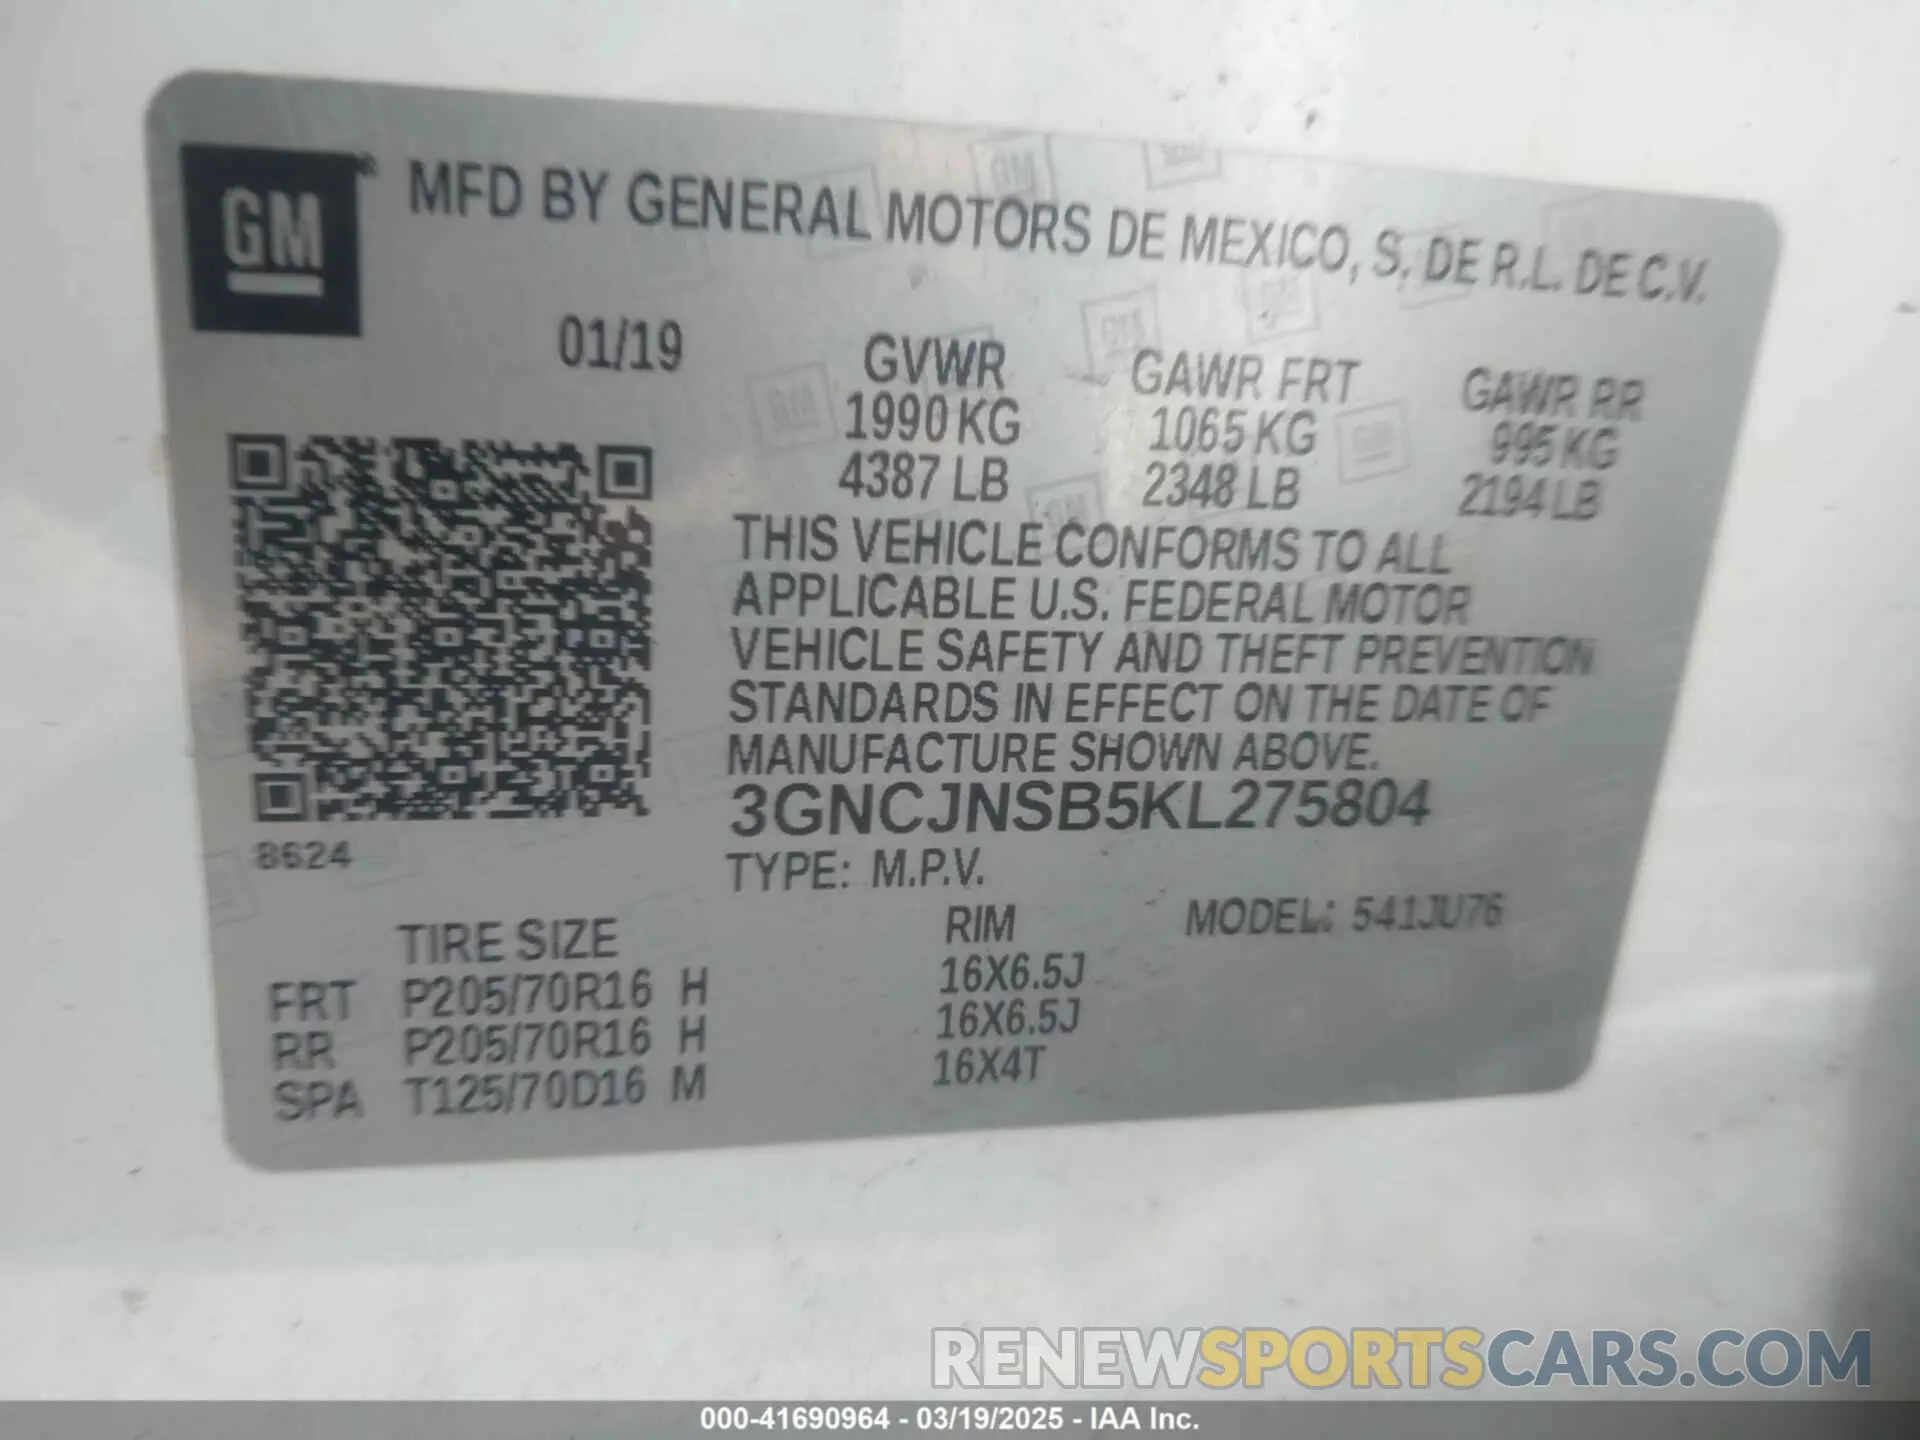 GM ® MFD BY GENERAL MOTORS DE MEXICO, S. DE R.L. DE C.V.
01/19 GVWR GAWR FRT GAWR RR
1990 KG 1065 KG 995 KG
4387 LB 2348 LB 2194 LB
THIS VEHICLE CONFORMS TO ALL
APPLICABLE U.S. FEDERAL MOTOR
VEHICLE SAFETY AND THEFT PREVENTION
STANDARDS IN EFFECT ON THE DATE OF
MANUFACTURE SHOWN ABOVE.
3GNCJNSB5KL275804
8624 TYPE: M.P.V.
TIRE SIZE RIM MODEL: 541JU76
FRT P205/70R16 H 16X6.5J
RR P205/70R16 H 16X6.5J
SPA T125/70D16 M 16X4T
RENEWSPORTSCARS.COM
000-41690964 - 03/19/2025 - IAA Inc.